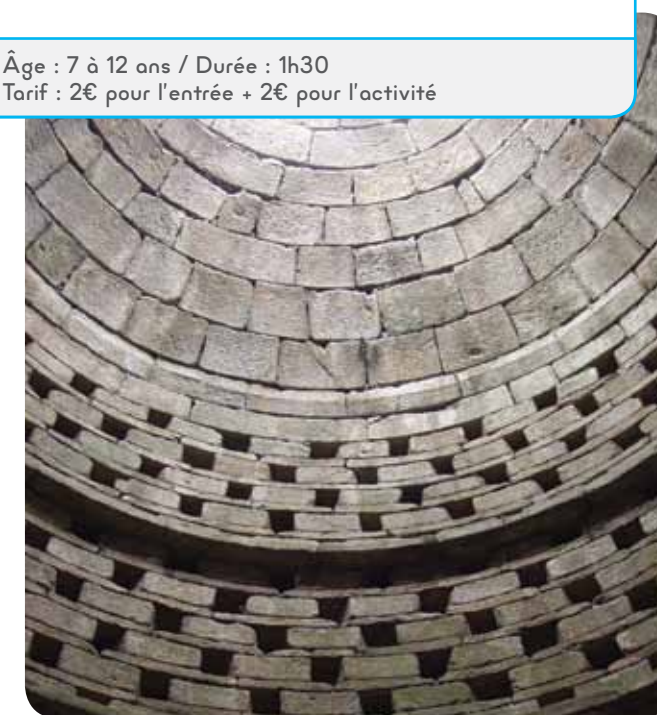 Âge : 7 à 12 ans / Durée : 1h30
Tarif : 2€ pour l'entrée + 2€ pour l'activité